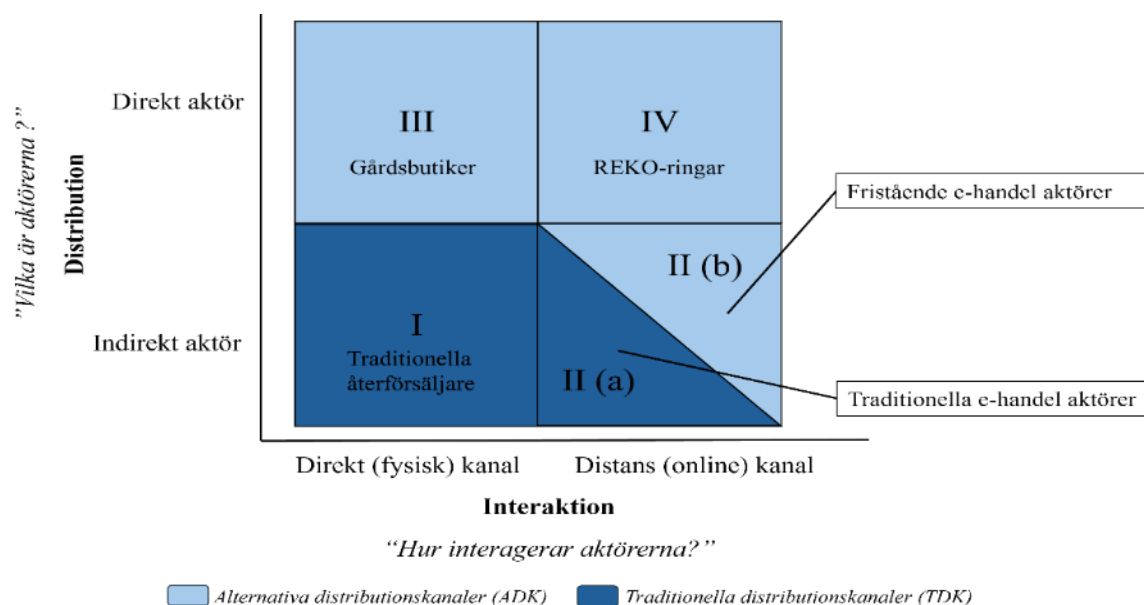 "Vilka är aktörerna ?"
Distribution
Direkt aktör
Indirekt aktör
III
Gårdsbutiker
IV
REKO-ringar
Fristående e-handel aktörer
II (b)
I
Traditionella
återförsäljare
II (a)
Traditionella e-handel aktörer
Direkt (fysisk) kanal
Distans (online) kanal
Interaktion
“Hur interagerar aktörerna?”
Alternativa distributionskanaler (ADK)
Traditionella distributionskanaler (TDK)